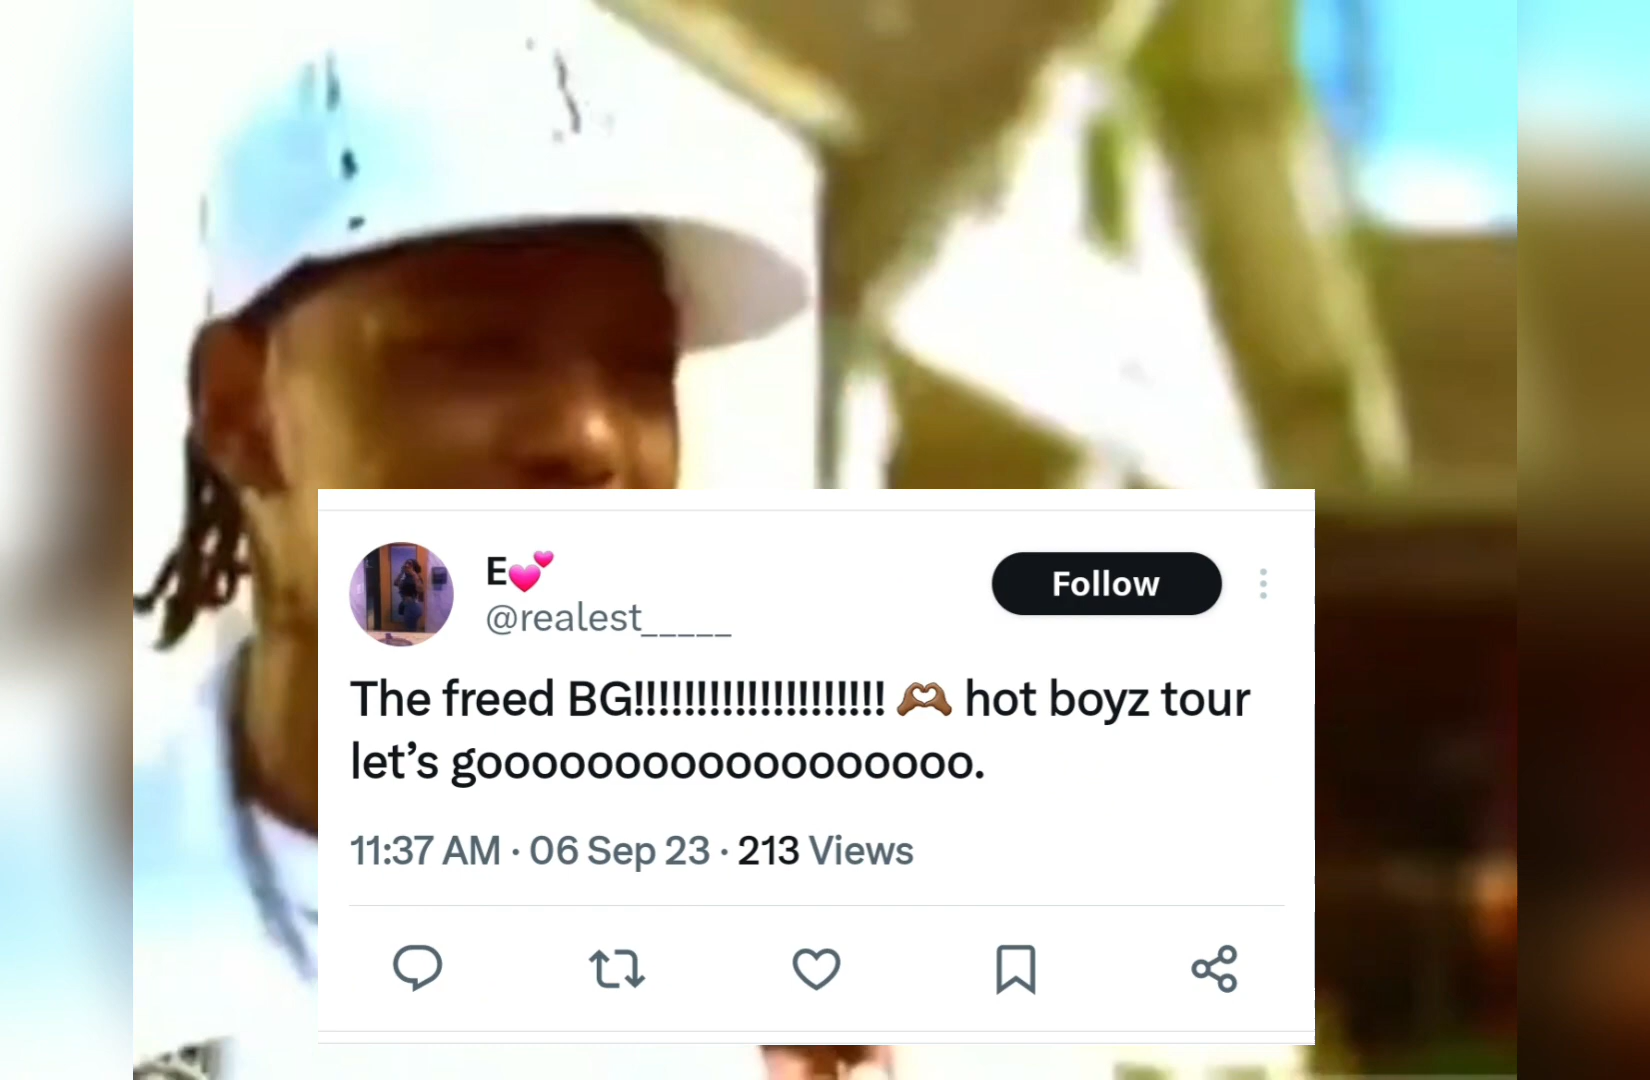 E💕
@realest_____
Follow
The freed BG!!!!!!!!!!!!!!!!!!!! 🫶🏾 hot boyz tour
let’s goooooooooooooooooo.
11:37 AM · 06 Sep 23 · 213 Views